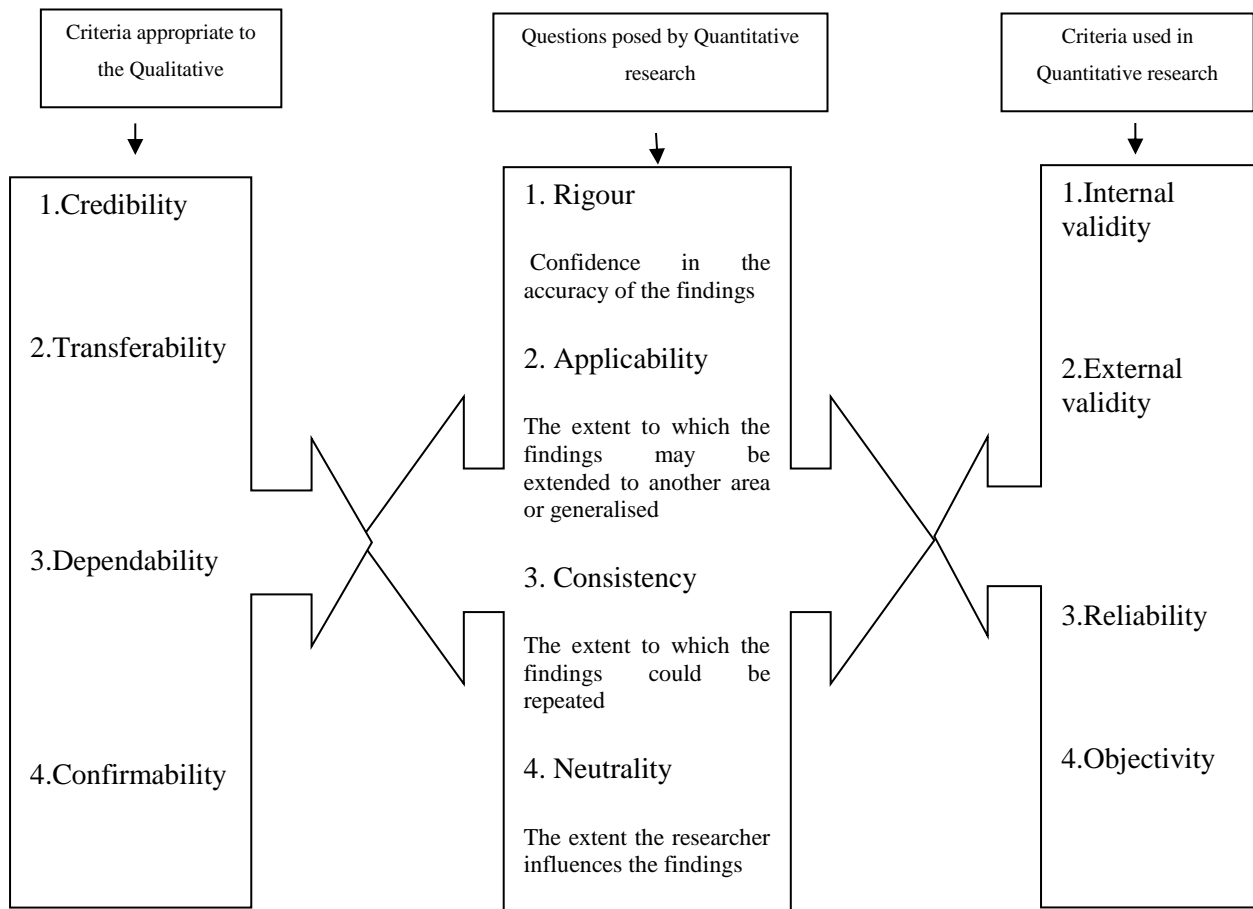 Criteria appropriate to
the Qualitative
Questions posed by Quantitative
research
Criteria used in
Quantitative research
1.Credibility
2.Transferability
3.Dependability
4.Confirmability
1. Rigour
Confidence in the
accuracy of the findings
2. Applicability
The extent to which the
findings may be
extended to another area
or generalised
3. Consistency
The extent to which the
findings could be
repeated
4. Neutrality
The extent the researcher
influences the findings
1.Internal
validity
2.External
validity
3.Reliability
4.Objectivity